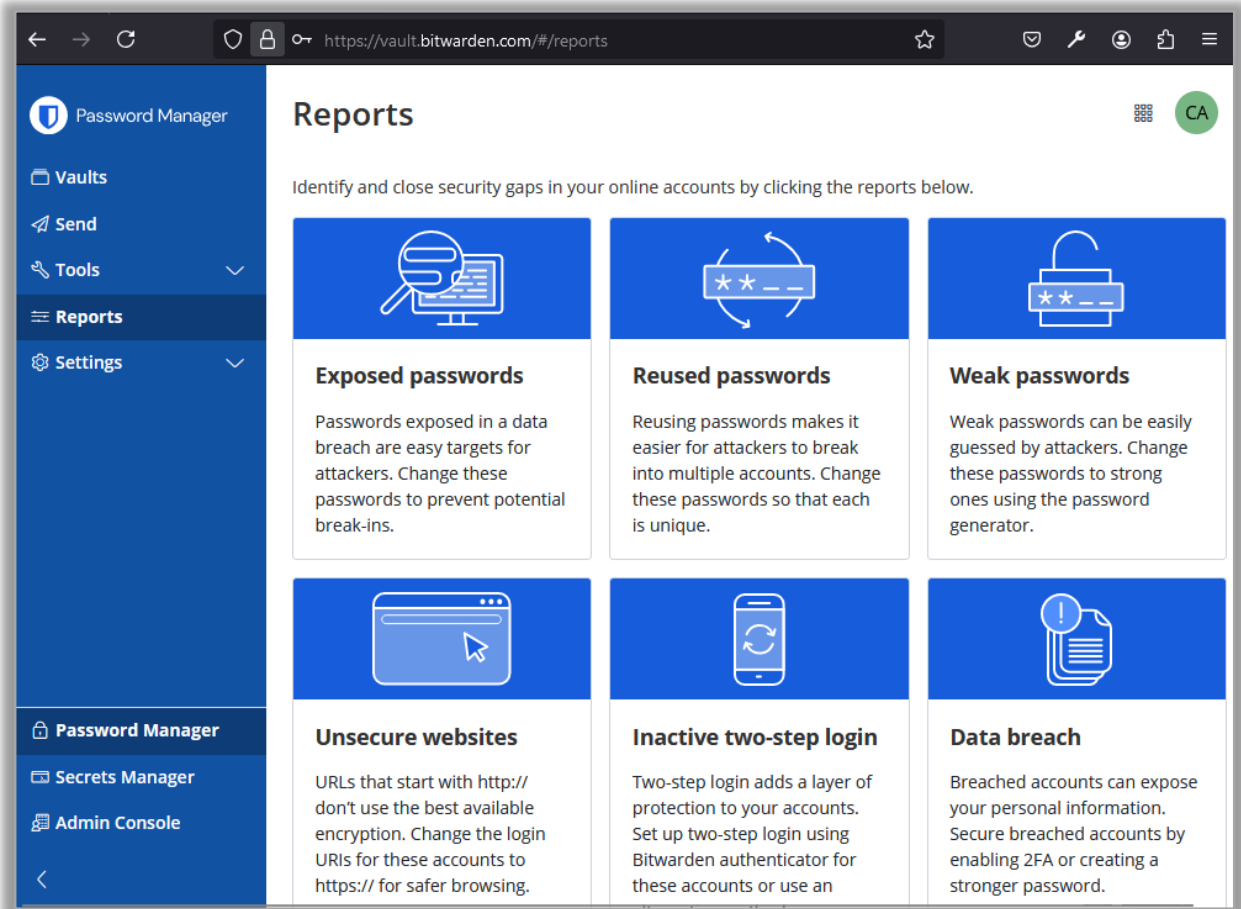 https://vault.bitwarden.com/#/reports
Password Manager
Vaults
Send
Tools
Reports
Settings
Password Manager
Secrets Manager
Admin Console
Reports
CA
Identify and close security gaps in your online accounts by clicking the reports below.
**__
Exposed passwords
Passwords exposed in a data
breach are easy targets for
attackers. Change these
passwords to prevent potential
break-ins.
Reused passwords
Reusing passwords makes it
easier for attackers to break
into multiple accounts. Change
these passwords so that each
is unique.
**__
Weak passwords
Weak passwords can be easily
guessed by attackers. Change
these passwords to strong
ones using the password
generator.
Unsecure websites
URLs that start with http://
don't use the best available
encryption. Change the login
URIs for these accounts to
https:// for safer browsing.
Inactive two-step login
Two-step login adds a layer of
protection to your accounts.
Set up two-step login using
Bitwarden authenticator for
these accounts or use an
Data breach
Breached accounts can expose
your personal information.
Secure breached accounts by
enabling 2FA or creating a
stronger password.